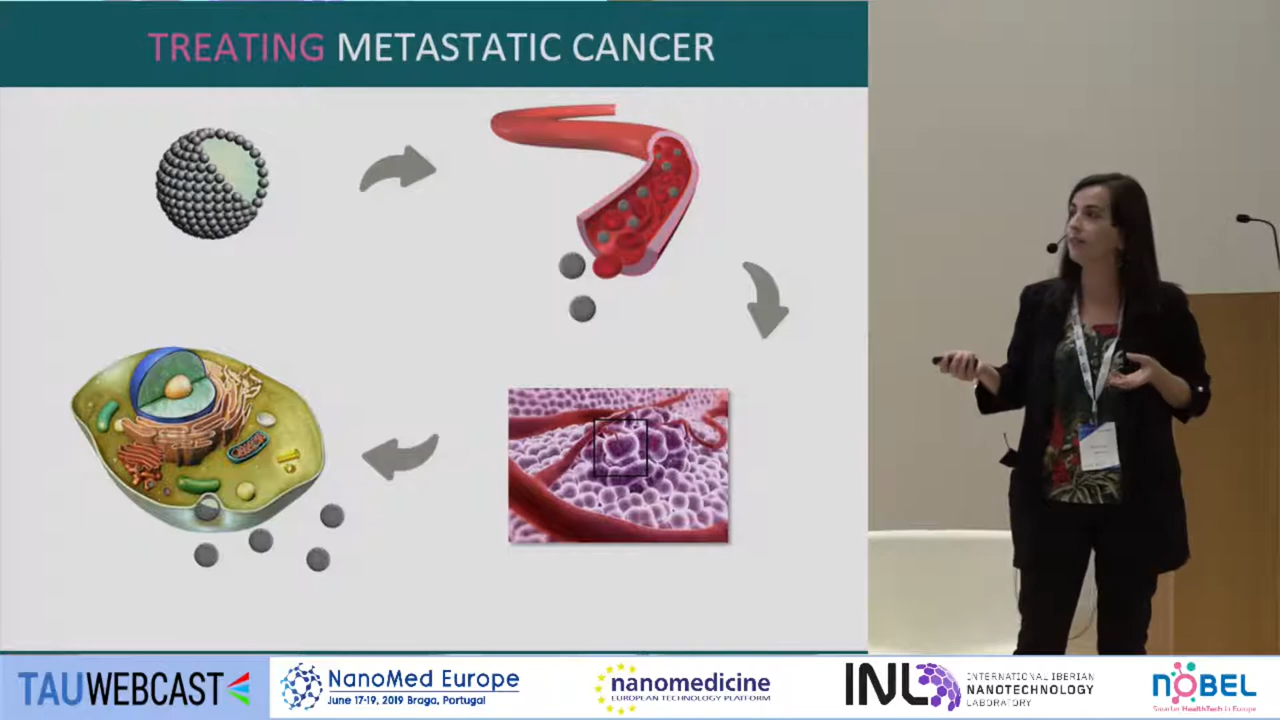 TREATING METASTATIC CANCER
TAUWEBCAST
NanoMed Europe
June 17-19, 2019 Braga, Portugal
nanomedicine
EUROPEAN TECHNOLOGY PLATFORM
INL
INTERNATIONAL IBERIAN
NANOTECHNOLOGY
LABORATORY
NOBEL
Smarter HealthTech in Europe